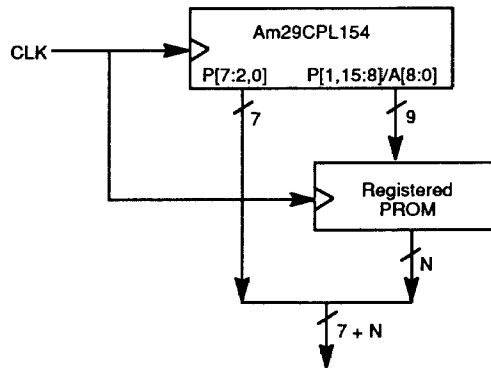 Am29CPL154
CLK
P[7:2,0] P[1,15:8]/A[8:0]
7
9
Registered
PROM
N
7 + N